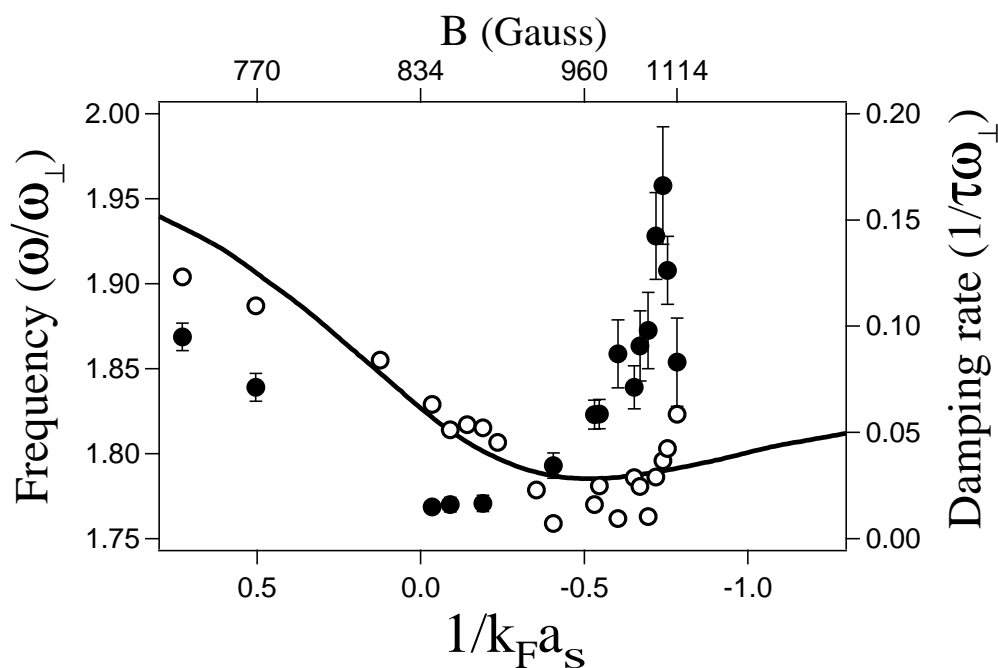 B (Gauss)
770 834 960 1114
2.00
1.95
1.90
1.85
1.80
1.75
Frequency (ω/ω⊥)
0.20
0.15
0.10
0.05
0.00
Damping rate (1/τω⊥)
0.5 0.0 -0.5 -1.0
1/kFas